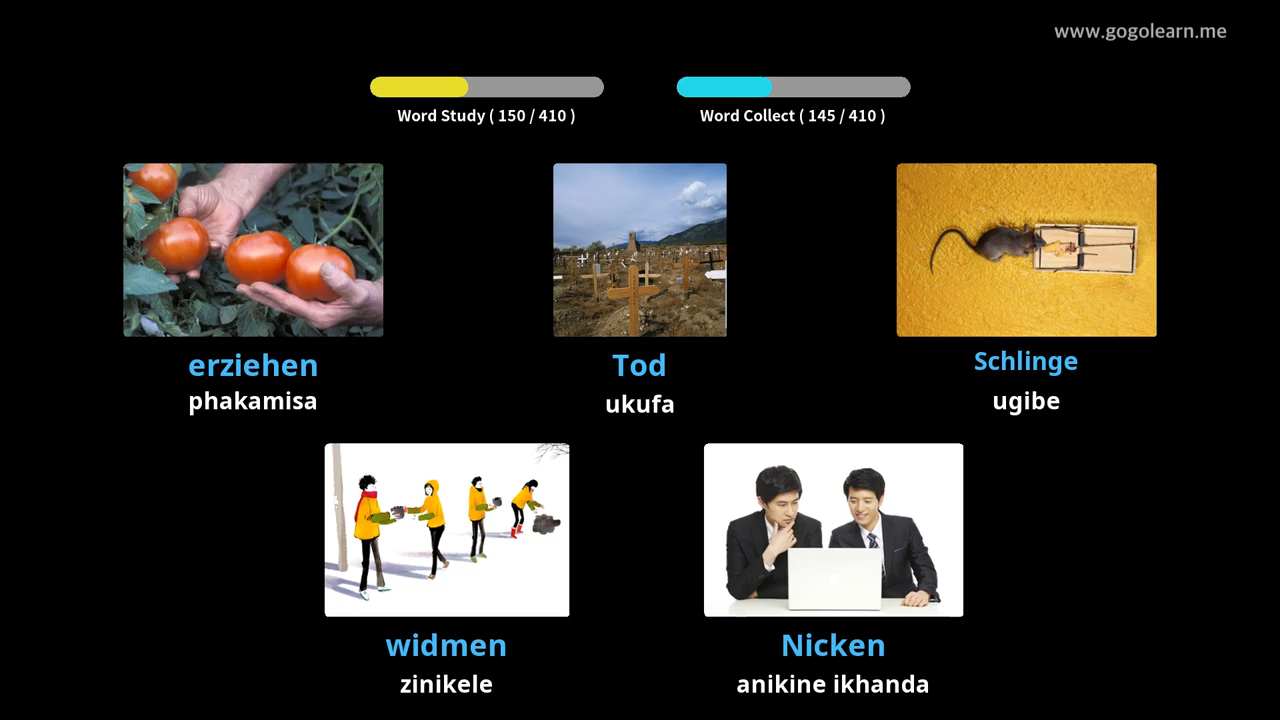 www.gogolearn.me
Word Study ( 150 / 410 )
Word Collect ( 145 / 410 )
erziehen
phakamisa
Tod
ukufa
Schlinge
ugibe
widmen
zinikele
Nicken
anikine ikhanda